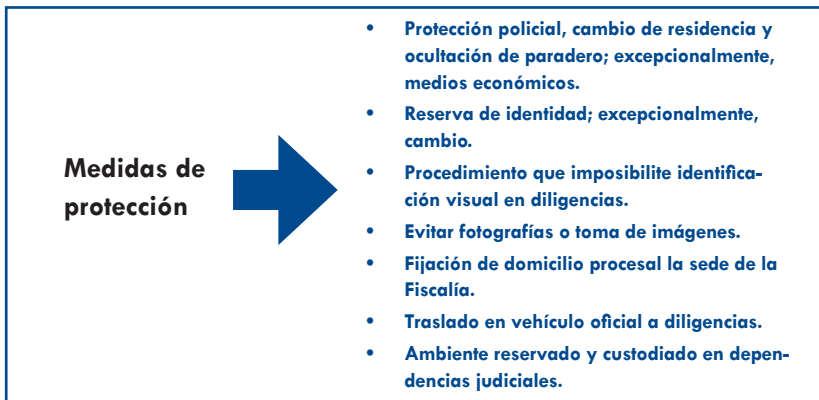 Medidas de
protección
• Protección policial, cambio de residencia y
ocultación de paradero; excepcionalmente,
medios económicos.
• Reserva de identidad; excepcionalmente,
cambio.
• Procedimiento que imposibilite identifica-
ción visual en diligencias.
• Evitar fotografías o toma de imágenes.
• Fijación de domicilio procesal la sede de la
Fiscalía.
• Traslado en vehículo oficial a diligencias.
• Ambiente reservado y custodiado en depen-
dencias judiciales.